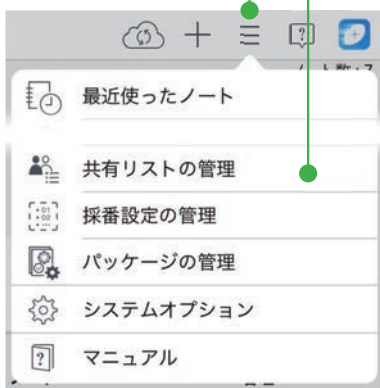 最近使ったノート
共有リストの管理
採番設定の管理
パッケージの管理
システムオプション
マニュアル